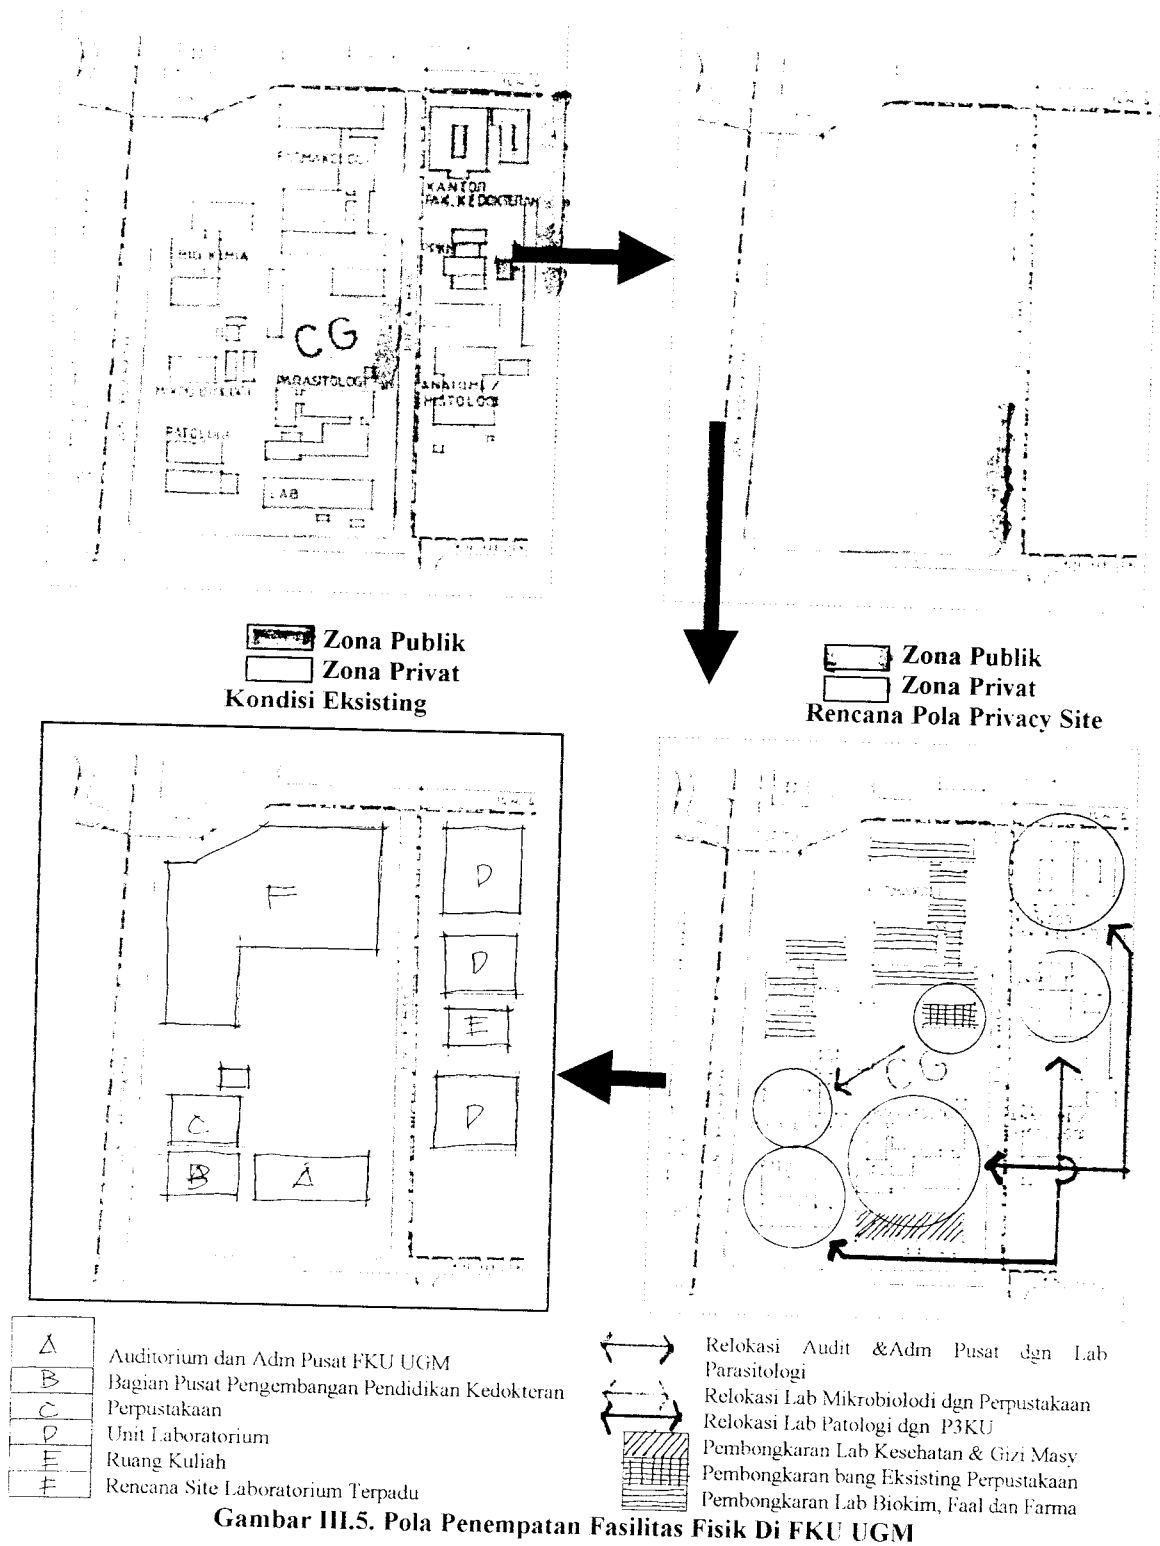 FARMAKOLOGI
KANTOR
FAK. KEDOKTERAN
BIO KIMIA
CG
PARASITOLOGI
ANATOMI/
HISTOLOGI
PATOLOGI
LAB
Zona Publik
Zona Privat
Kondisi Eksisting
Zona Publik
Zona Privat
Rencana Pola Privacy Site
F
D
D
E
D
C
B
A
CG
A Auditorium dan Adm Pusat FKU UGM
B Bagian Pusat Pengembangan Pendidikan Kedokteran
C Perpustakaan
D Unit Laboratorium
E Ruang Kuliah
F Rencana Site Laboratorium Terpadu
Relokasi Audit &Adm Pusat dgn Lab
Parasitologi
Relokasi Lab Mikrobiolodi dgn Perpustakaan
Relokasi Lab Patologi dgn P3KU
Pembongkaran Lab Kesehatan & Gizi Masy
Pembongkaran bang Eksisting Perpustakaan
Pembongkaran Lab Biokim, Faal dan Farma
Gambar III.5. Pola Penempatan Fasilitas Fisik Di FKU UGM